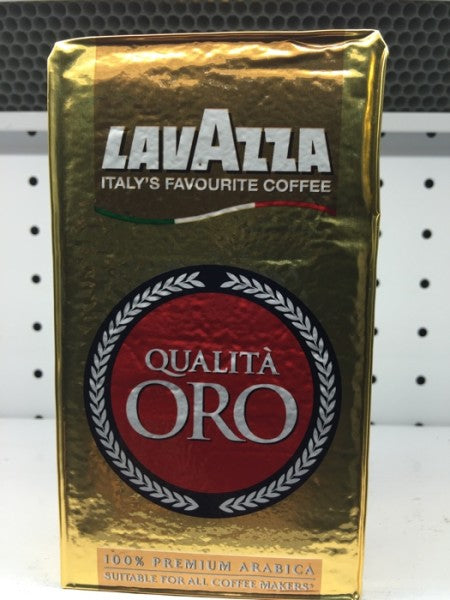 LAVAZZA
ITALY'S FAVOURITE COFFEE
QUALITÀ
ORO
100% PREMIUM ARABICA
SUITABLE FOR ALL COFFEE MAKERS